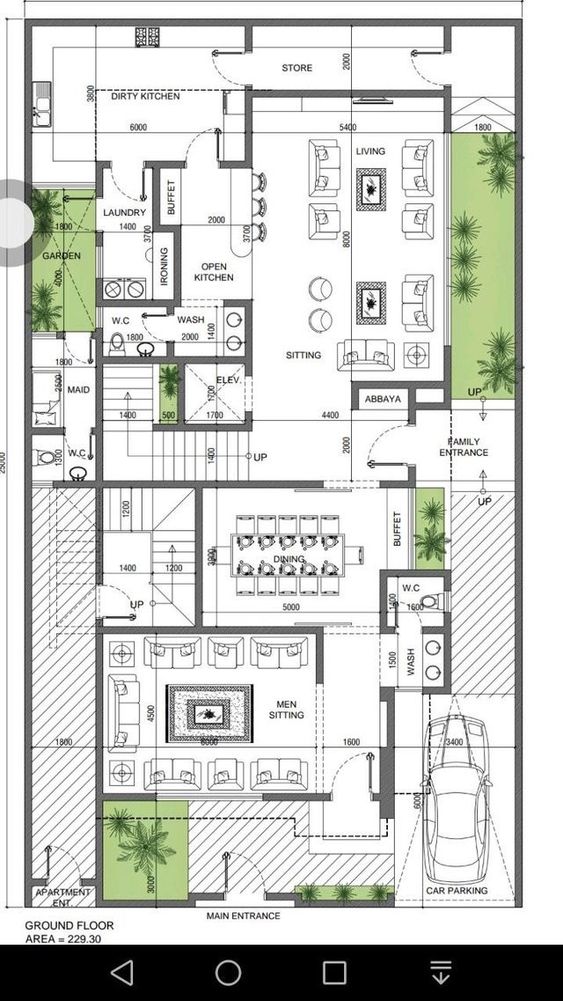 STORE
2000
DIRTY KITCHEN
3800
6000
5400
1800
LIVING
BUFFET
LAUNDRY
1800
1400
3700
2000
3700
8000
GARDEN
4000
IRONING
OPEN
KITCHEN
W.C
WASH
1800
2000
1400
SITTING
1800
2500
MAID
ELEV.
1700
1700
ABBAYA
UP
1400
500
4400
2000
FAMILY
ENTRANCE
1300
W.C
1400
UP
UP
25000
1200
BUFFET
DINING
3900
1400
1200
W.C
1400
1600
UP
5000
1500
WASH
4500
MEN
SITTING
1800
6000
1600
3400
6000
3000
APARTMENT
ENT.
CAR PARKING
MAIN ENTRANCE
GROUND FLOOR
AREA = 229.30